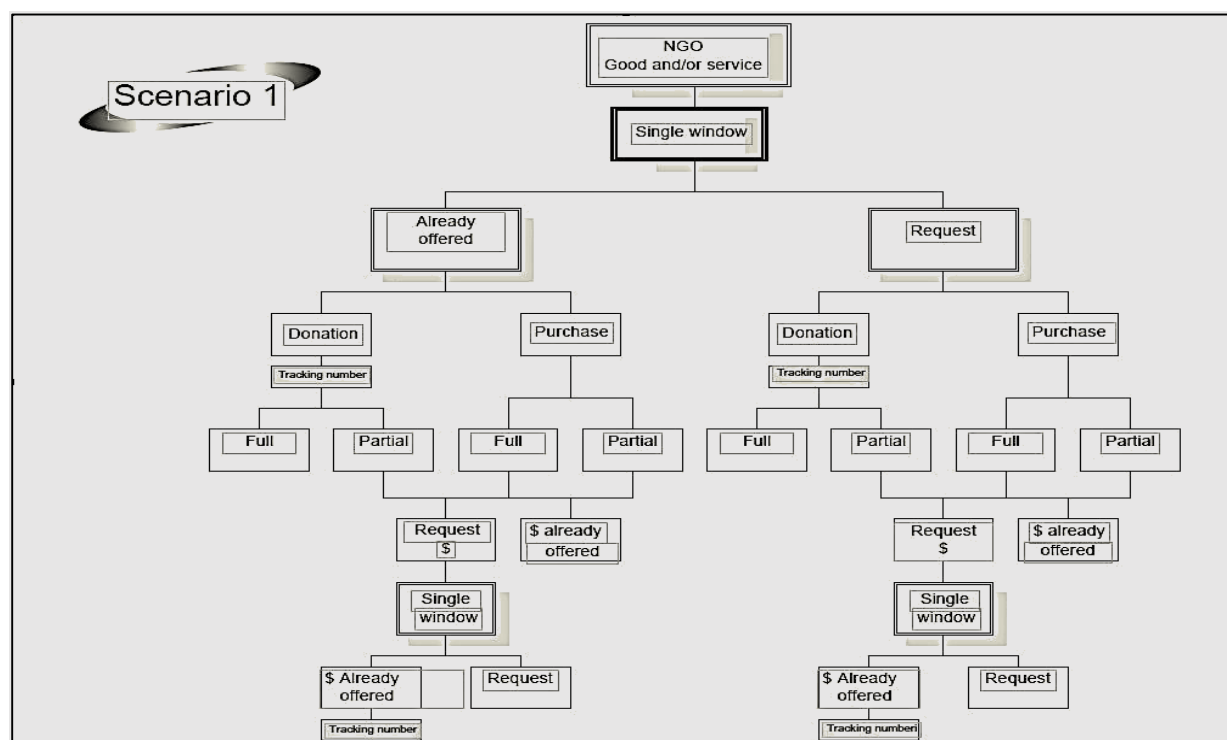 NGO
Good and/or service
Scenario 1
Single window
Already
offered
Request
Donation
Purchase
Donation
Purchase
Tracking number
Tracking number
Full
Partial
Full
Partial
Full
Partial
Full
Partial
Request
$
$ already
offered
Request
$
$ already
offered
Single
window
Single
window
$ Already
offered
Request
$ Already
offered
Request
Tracking number
Tracking numberi